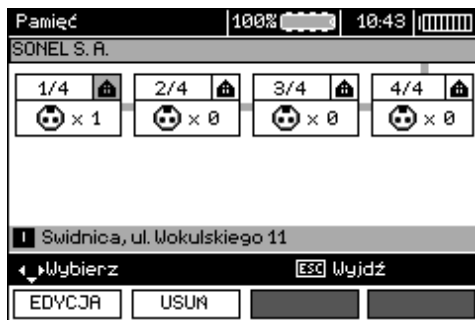 Pamięć 100% 10:43
SONEL S. A.
1/4 2/4 3/4 4/4
× 1 × 0 × 0 × 0
Swidnica, ul. Wokulskiego 11
Wybierz ESC Wyjdź
EDYCJA USUŃ